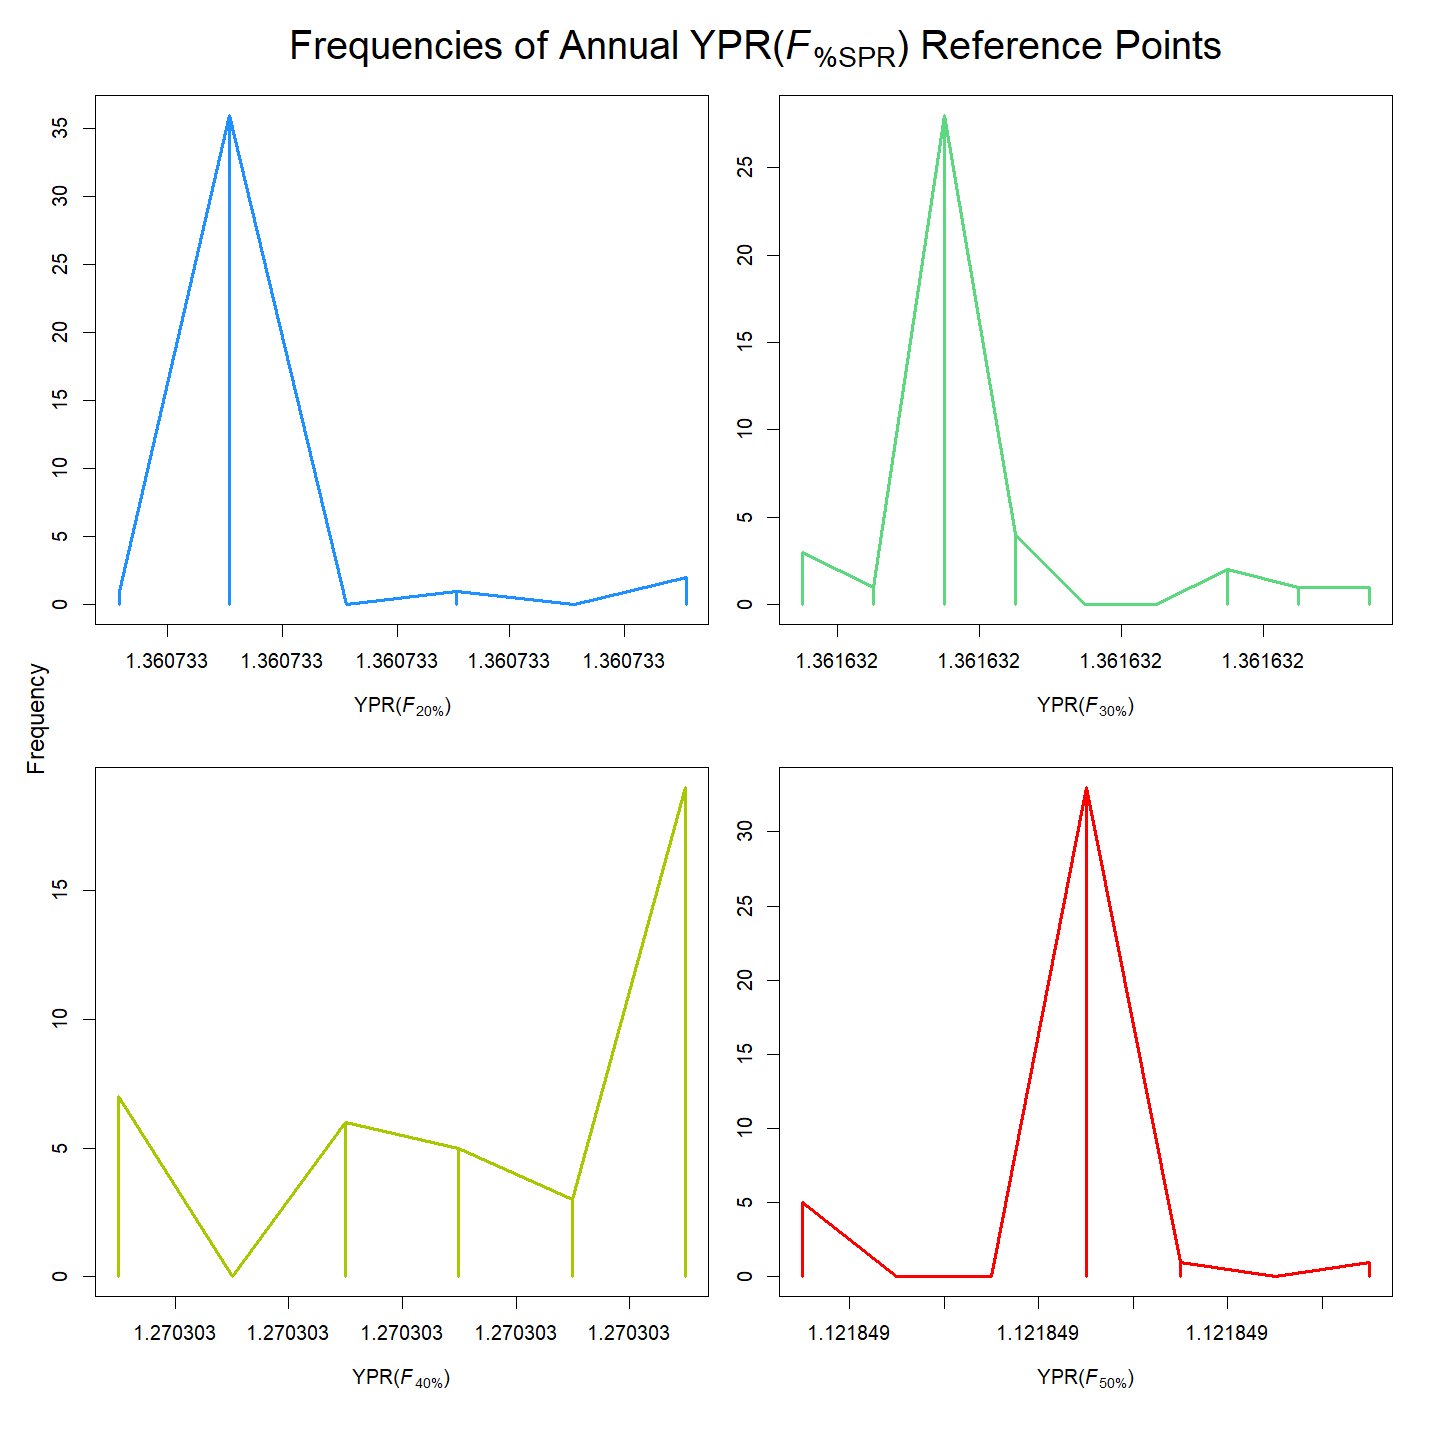 Frequencies of Annual YPR(F%SPR) Reference Points
Frequency
35
30
25
20
15
10
5
0
1.360733 1.360733 1.360733 1.360733 1.360733
YPR(F20%)
25
20
15
10
5
0
1.361632 1.361632 1.361632 1.361632
YPR(F30%)
15
10
5
0
1.270303 1.270303 1.270303 1.270303 1.270303
YPR(F40%)
30
25
20
15
10
5
0
1.121849 1.121849 1.121849
YPR(F50%)